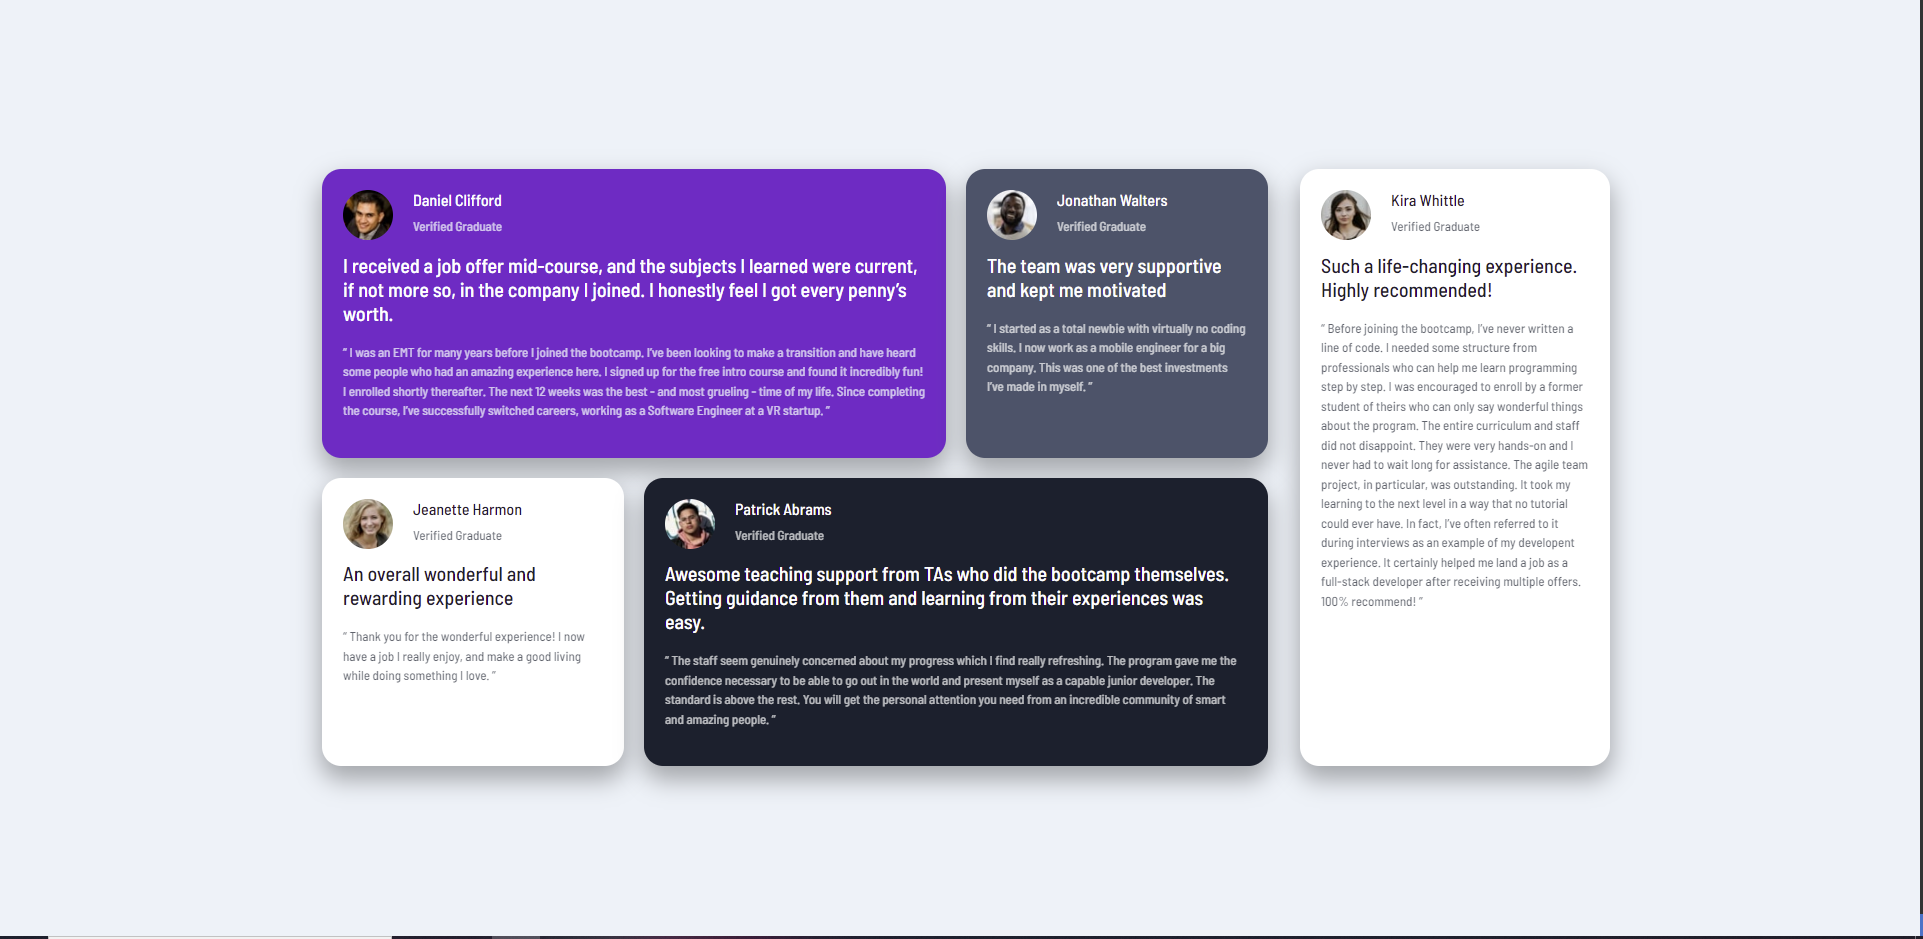 Daniel Clifford
Verified Graduate
I received a job offer mid-course, and the subjects I learned were current,
if not more so, in the company I joined. I honestly feel I got every penny’s
worth.
“ I was an EMT for many years before I joined the bootcamp. I’ve been looking to make a transition and have heard
some people who had an amazing experience here. I signed up for the free intro course and found it incredibly fun!
I enrolled shortly thereafter. The next 12 weeks was the best - and most grueling - time of my life. Since completing
the course, I’ve successfully switched careers, working as a Software Engineer at a VR startup. ”
Jonathan Walters
Verified Graduate
The team was very supportive
and kept me motivated
“ I started as a total newbie with virtually no coding
skills. I now work as a mobile engineer for a big
company. This was one of the best investments
I’ve made in myself. ”
Kira Whittle
Verified Graduate
Such a life-changing experience.
Highly recommended!
“ Before joining the bootcamp, I’ve never written a
line of code. I needed some structure from
professionals who can help me learn programming
step by step. I was encouraged to enroll by a former
student of theirs who can only say wonderful things
about the program. The entire curriculum and staff
did not disappoint. They were very hands-on and I
never had to wait long for assistance. The agile team
project, in particular, was outstanding. It took my
learning to the next level in a way that no tutorial
could ever have. In fact, I’ve often referred to it
during interviews as an example of my developent
experience. It certainly helped me land a job as a
full-stack developer after receiving multiple offers.
100% recommend! ”
Jeanette Harmon
Verified Graduate
An overall wonderful and
rewarding experience
“ Thank you for the wonderful experience! I now
have a job I really enjoy, and make a good living
while doing something I love. ”
Patrick Abrams
Verified Graduate
Awesome teaching support from TAs who did the bootcamp themselves.
Getting guidance from them and learning from their experiences was
easy.
“ The staff seem genuinely concerned about my progress which I find really refreshing. The program gave me the
confidence necessary to be able to go out in the world and present myself as a capable junior developer. The
standard is above the rest. You will get the personal attention you need from an incredible community of smart
and amazing people. ”